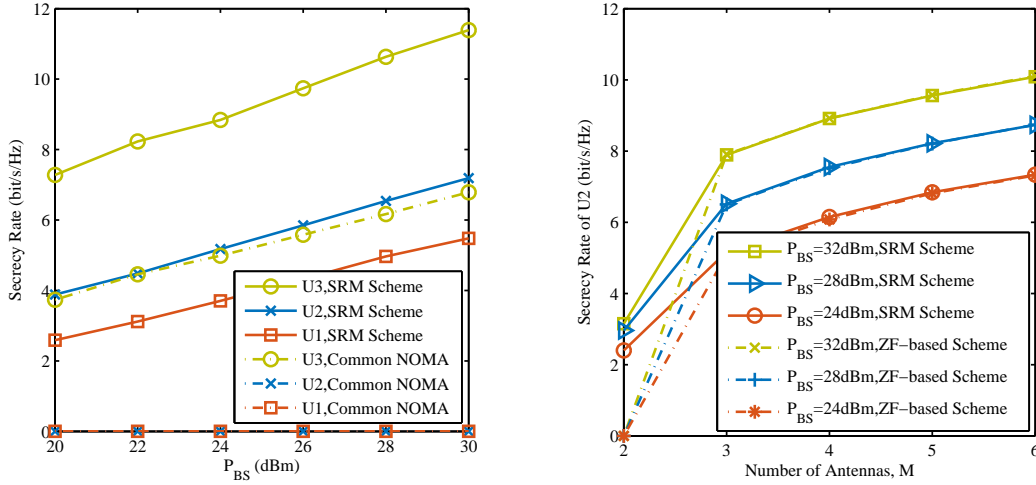 12
10
8
6
4
2
0
20
22
24
26
28
30
Secrecy Rate (bit/s/Hz)
P_BS (dBm)
U3,SRM Scheme
U2,SRM Scheme
U1,SRM Scheme
U3,Common NOMA
U2,Common NOMA
U1,Common NOMA
12
10
8
6
4
2
0
2
3
4
5
6
Secrecy Rate of U2 (bit/s/Hz)
Number of Antennas, M
P_BS=32dBm,SRM Scheme
P_BS=28dBm,SRM Scheme
P_BS=24dBm,SRM Scheme
P_BS=32dBm,ZF−based Scheme
P_BS=28dBm,ZF−based Scheme
P_BS=24dBm,ZF−based Scheme